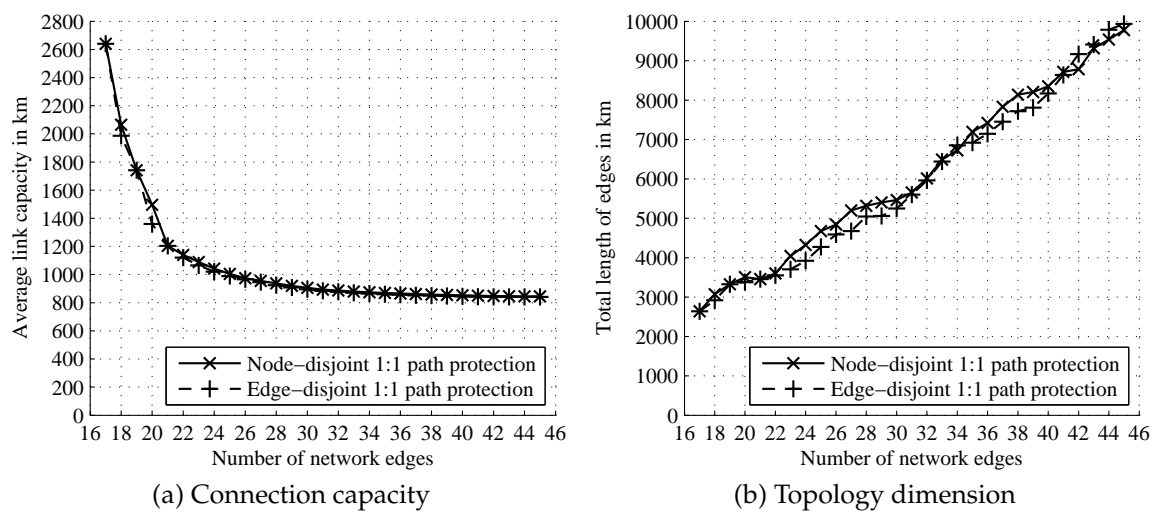 2800
2600
2400
2200
2000
1800
1600
1400
1200
1000
800
600
400
200
0
Average link capacity in km
Node−disjoint 1:1 path protection
Edge−disjoint 1:1 path protection
16 18 20 22 24 26 28 30 32 34 36 38 40 42 44 46
Number of network edges
(a) Connection capacity
10000
9000
8000
7000
6000
5000
4000
3000
2000
1000
0
Total length of edges in km
Node−disjoint 1:1 path protection
Edge−disjoint 1:1 path protection
16 18 20 22 24 26 28 30 32 34 36 38 40 42 44 46
Number of network edges
(b) Topology dimension